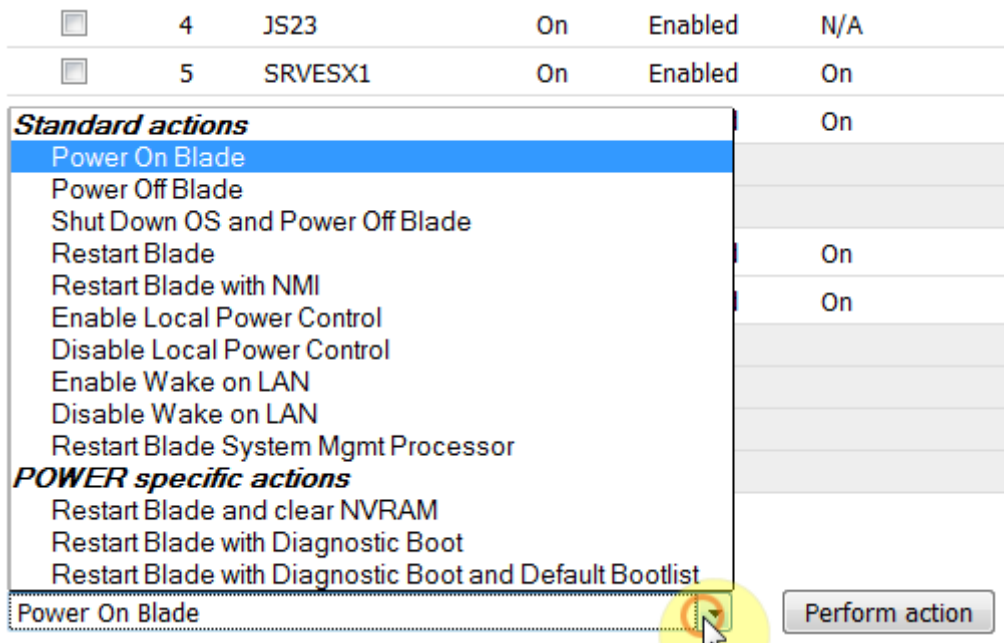 4 JS23 On Enabled N/A
5 SRVESX1 On Enabled On
Standard actions On
Power On Blade
Power Off Blade
Shut Down OS and Power Off Blade
Restart Blade On
Restart Blade with NMI On
Enable Local Power Control
Disable Local Power Control
Enable Wake on LAN
Disable Wake on LAN
Restart Blade System Mgmt Processor
POWER specific actions
Restart Blade and clear NVRAM
Restart Blade with Diagnostic Boot
Restart Blade with Diagnostic Boot and Default Bootlist
Power On Blade Perform action